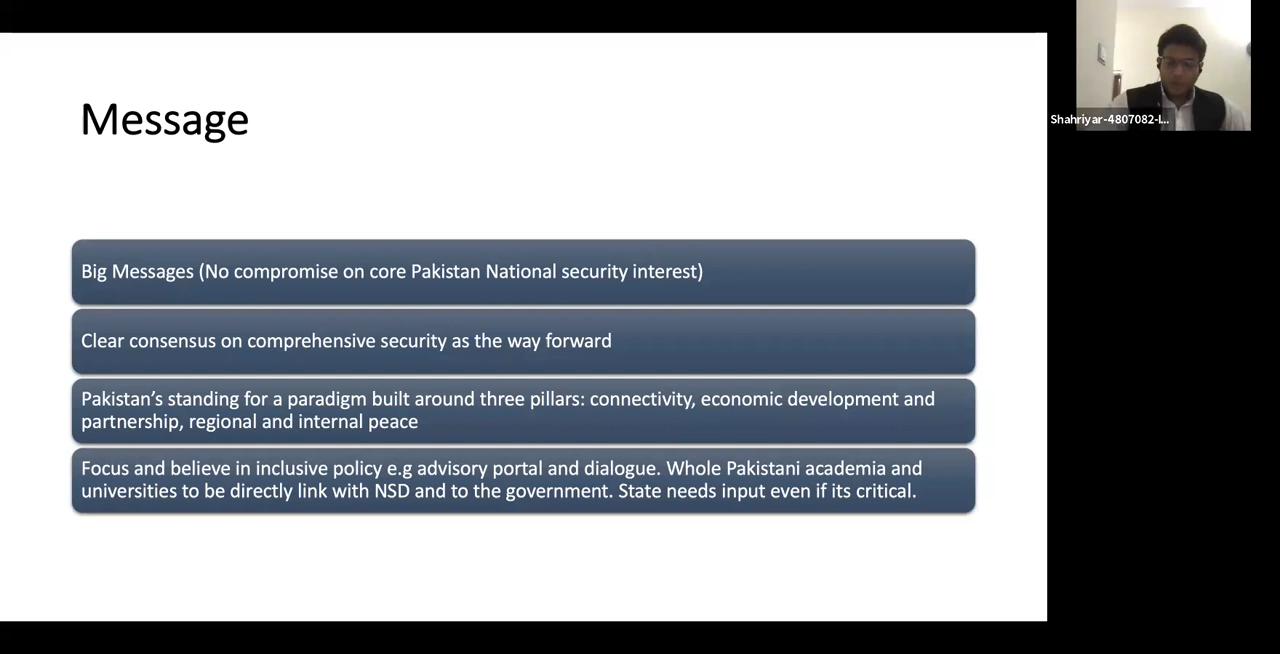 Message
Big Messages (No compromise on core Pakistan National security interest)
Clear consensus on comprehensive security as the way forward
Pakistan’s standing for a paradigm built around three pillars: connectivity, economic development and
partnership, regional and internal peace
Focus and believe in inclusive policy e.g advisory portal and dialogue. Whole Pakistani academia and
universities to be directly link with NSD and to the government. State needs input even if its critical.
Shahriyar-4807082-I...